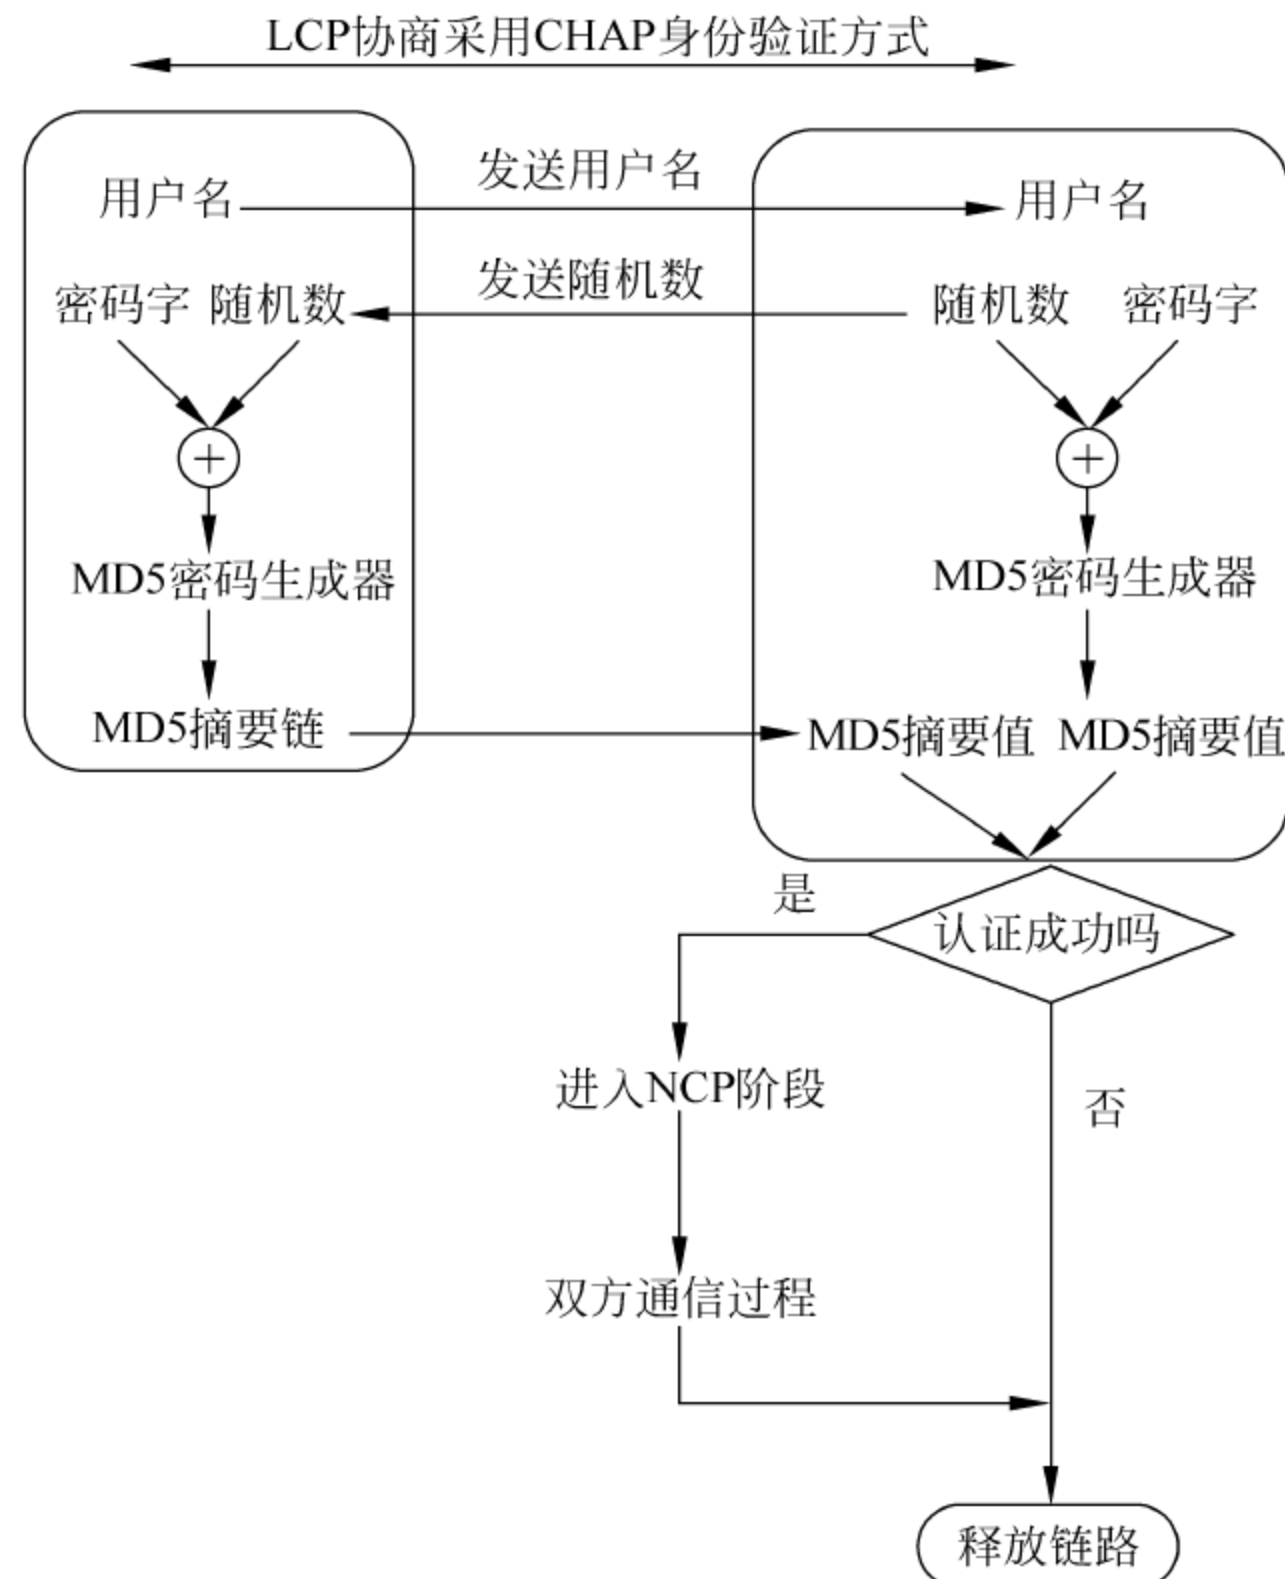 LCP协商采用CHAP身份验证方式
发送用户名
用户名
用户名
发送随机数
密码字 随机数
随机数 密码字
+
+
MD5密码生成器
MD5密码生成器
MD5摘要链
MD5摘要值 MD5摘要值
是
认证成功吗
进入NCP阶段
否
双方通信过程
释放链路